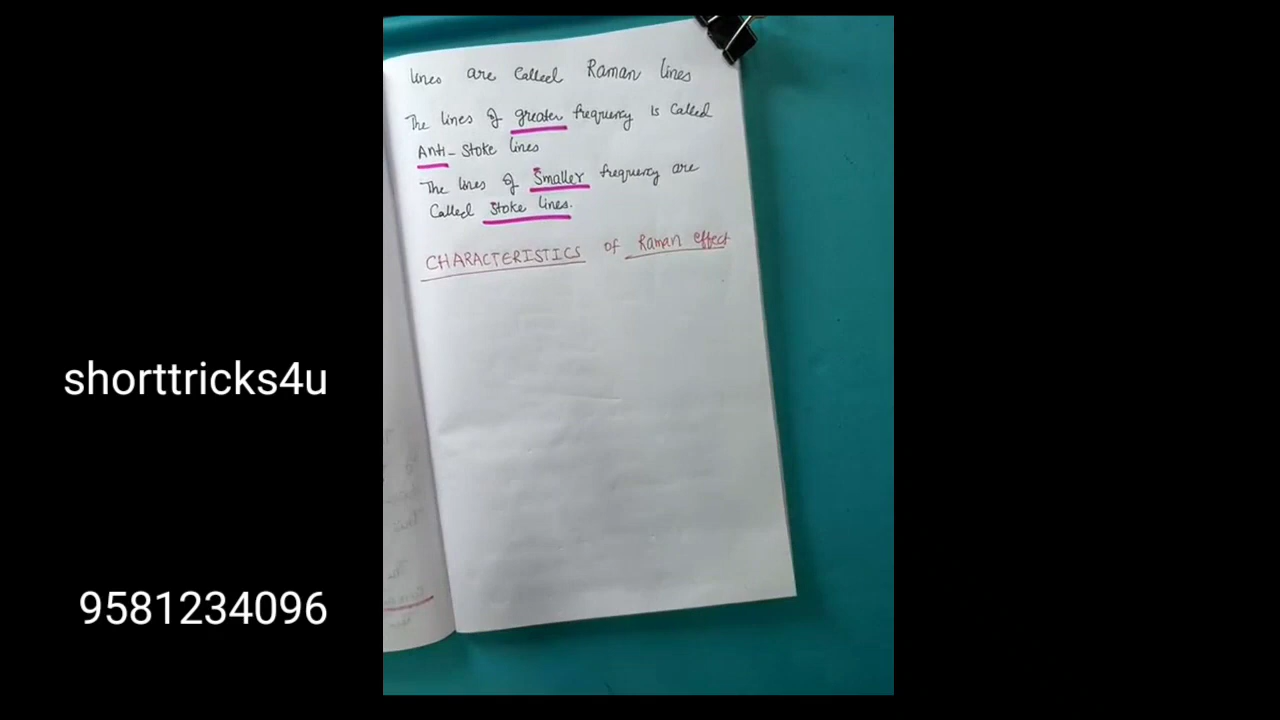 lines are called Raman lines
The lines of greater frequency is called
Anti-Stoke lines
The lines of Smaller frequency are
Called Stoke lines.
CHARACTERISTICS of Raman effect
shorttricks4u
9581234096